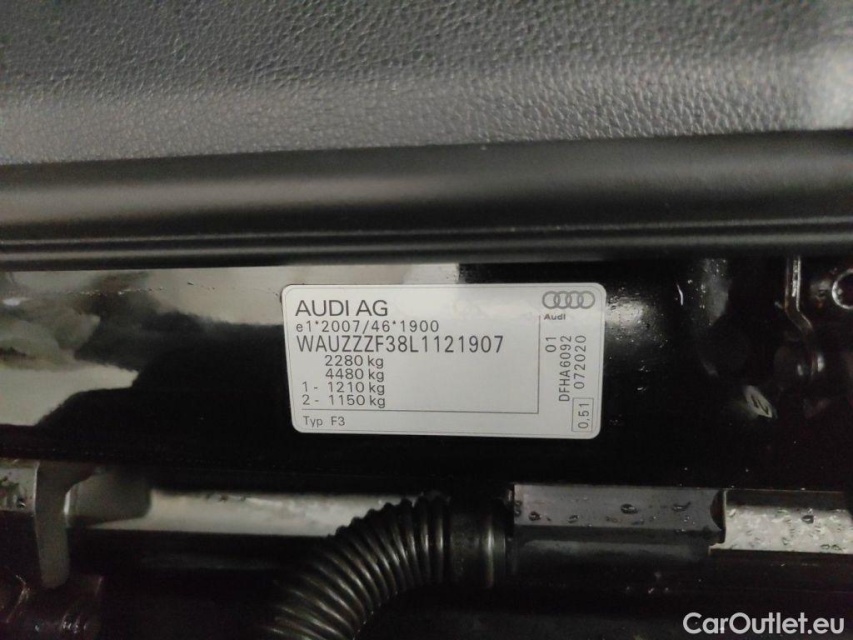 AUDI AG
e1*2007/46*1900
WAUZZZF38L1121907
2280 kg
4480 kg
1 - 1210 kg
2 - 1150 kg
Typ F3
Audi
01
DFHA6092
072020
0,51
CarOutlet.eu